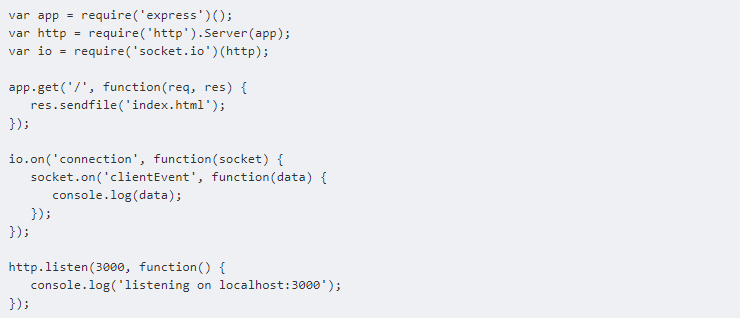 var app = require('express')();
var http = require('http').Server(app);
var io = require('socket.io')(http);

app.get('/', function(req, res) {
   res.sendfile('index.html');
});

io.on('connection', function(socket) {
   socket.on('clientEvent', function(data) {
      console.log(data);
   });
});

http.listen(3000, function() {
   console.log('listening on localhost:3000');
});